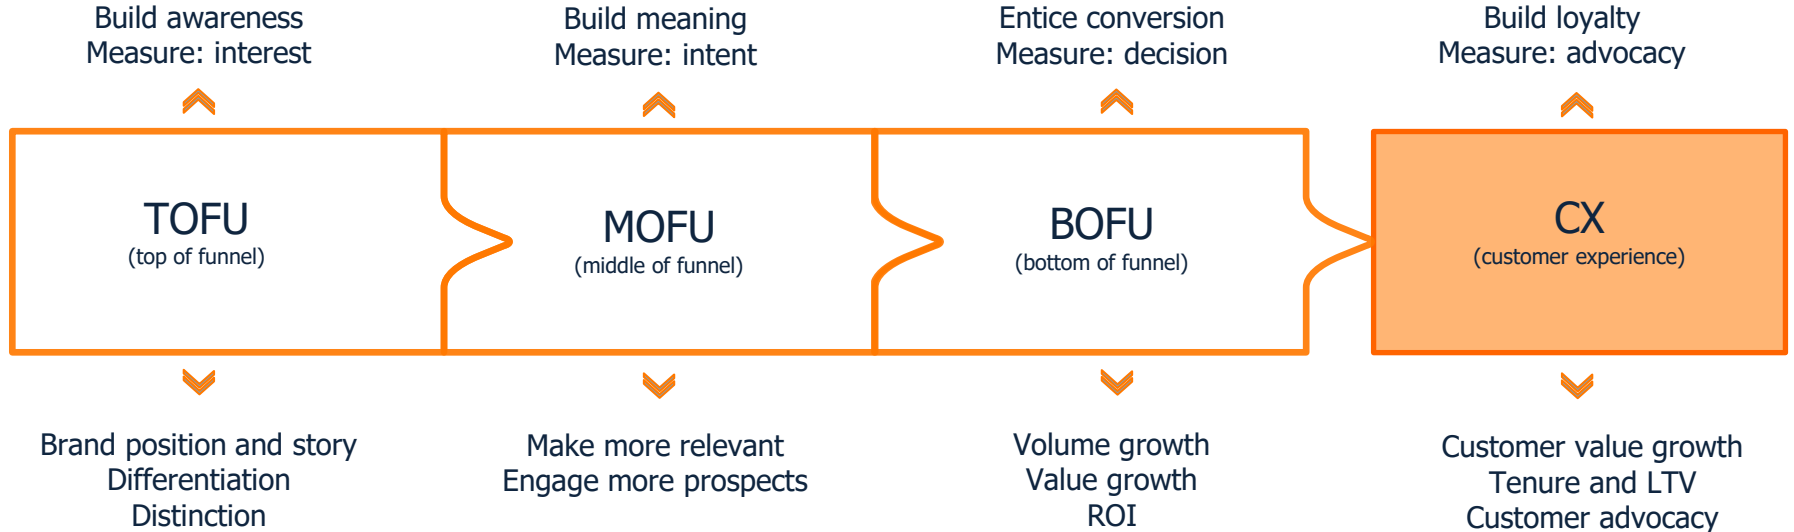 Build awareness
Measure: interest
Build meaning
Measure: intent
Entice conversion
Measure: decision
Build loyalty
Measure: advocacy
TOFU
(top of funnel)
MOFU
(middle of funnel)
BOFU
(bottom of funnel)
CX
(customer experience)
Brand position and story
Differentiation
Distinction
Make more relevant
Engage more prospects
Volume growth
Value growth
ROI
Customer value growth
Tenure and LTV
Customer advocacy